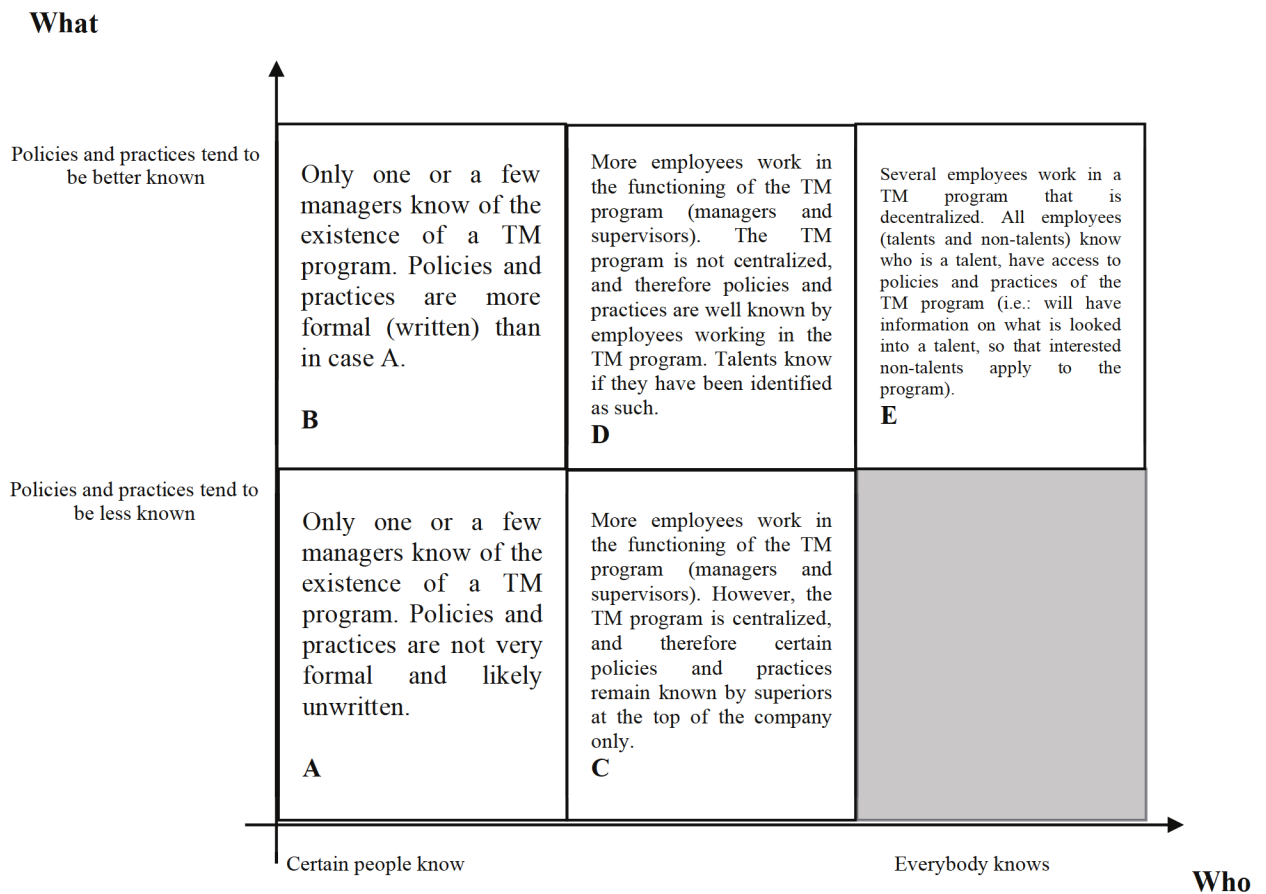 What
Policies and practices tend to
be better known
Only one or a few
managers know of the
existence of a TM
program. Policies and
practices are more
formal (written) than
in case A.
B
More employees work in
the functioning of the TM
program (managers and
supervisors). The TM
program is not centralized,
and therefore policies and
practices are well known by
employees working in the
TM program. Talents know
if they have been identified
as such.
D
Several employees work in a
TM program that is
decentralized. All employees
(talents and non-talents) know
who is a talent, have access to
policies and practices of the
TM program (i.e.: will have
information on what is looked
into a talent, so that interested
non-talents apply to the
program).
E
Policies and practices tend to
be less known
Only one or a few
managers know of the
existence of a TM
program. Policies and
practices are not very
formal and likely
unwritten.
A
More employees work in
the functioning of the TM
program (managers and
supervisors). However, the
TM program is centralized,
and therefore certain
policies and practices
remain known by superiors
at the top of the company
only.
C
Certain people know
Everybody knows
Who